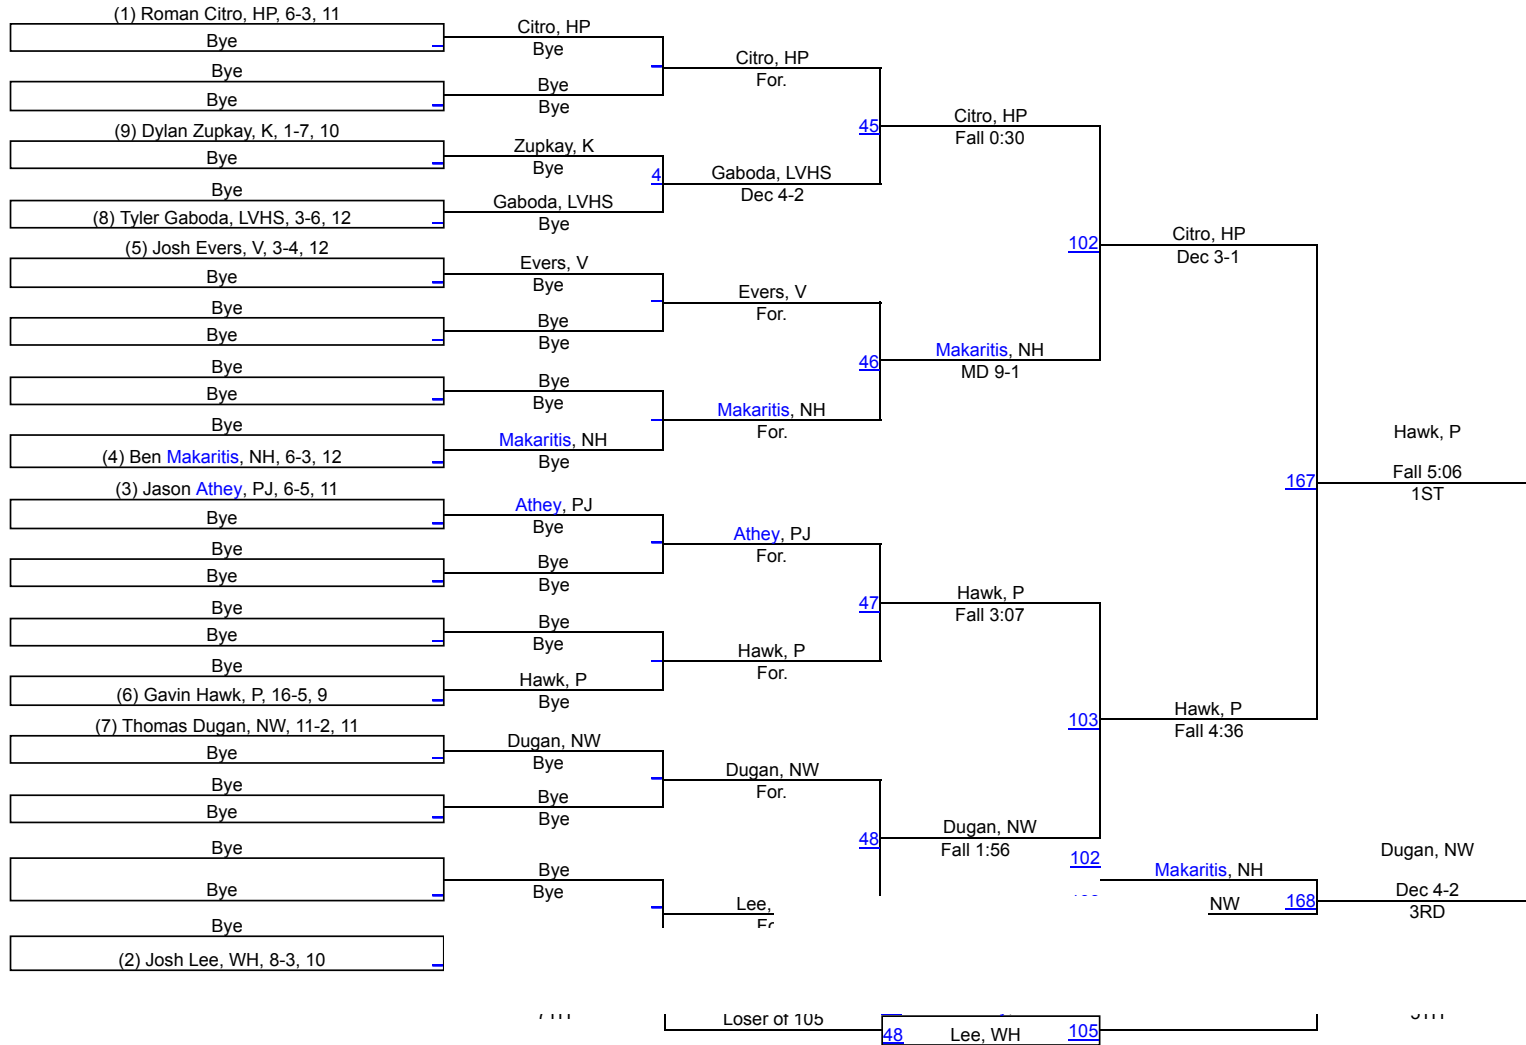 (1) Roman Citro, HP, 6-3, 11
Bye
Bye
Bye
(9) Dylan Zupkay, K, 1-7, 10
Bye
Bye
(8) Tyler Gaboda, LVHS, 3-6, 12
(5) Josh Evers, V, 3-4, 12
Bye
Bye
Bye
Bye
Bye
Bye
(4) Ben Makaritis, NH, 6-3, 12
(3) Jason Athey, PJ, 6-5, 11
Bye
Bye
Bye
Bye
Bye
Bye
(6) Gavin Hawk, P, 16-5, 9
(7) Thomas Dugan, NW, 11-2, 11
Bye
Bye
Bye
Bye
Bye
Bye
(2) Josh Lee, WH, 8-3, 10
Citro, HP
Bye
Bye
Bye
Zupkay, K
Bye
4
Gaboda, LVHS
Bye
Evers, V
Bye
Bye
Bye
Bye
Bye
Makaritis, NH
Bye
Athey, PJ
Bye
Bye
Bye
Bye
Bye
Hawk, P
Bye
Dugan, NW
Bye
Bye
Bye
Bye
Bye
Citro, HP
For.
45
Gaboda, LVHS
Dec 4-2
Evers, V
For.
46
Makaritis, NH
For.
Athey, PJ
For.
47
Hawk, P
For.
Dugan, NW
For.
48
Lee,
Loser of 105
Citro, HP
Fall 0:30
102
Makaritis, NH
MD 9-1
Hawk, P
Fall 3:07
103
Dugan, NW
Fall 1:56
48 Lee, WH 105
Citro, HP
Dec 3-1
167
Hawk, P
Fall 4:36
102
Makaritis, NH
NW 168
Hawk, P
Fall 5:06
1ST
Dugan, NW
Dec 4-2
3RD